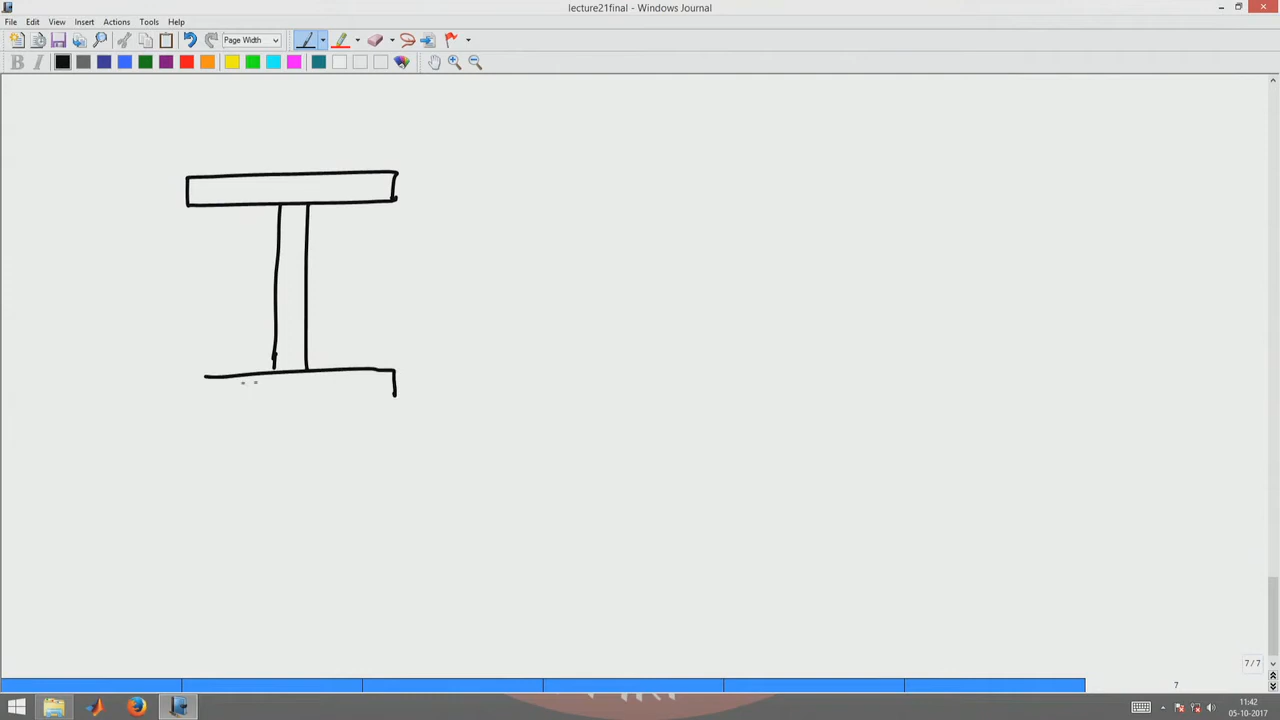 lecture21final - Windows Journal
File Edit View Insert Actions Tools Help
Page Width
B I
7 / 7
7
11:42
05-10-2017